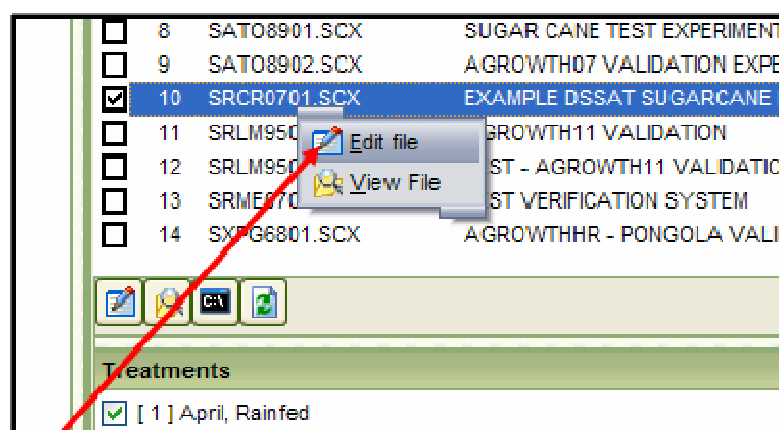 8 SATO8901.SCX SUGAR CANE TEST EXPERIMENT
9 SATO8902.SCX AGROWTH07 VALIDATION EXPE
10 SRCR0701.SCX EXAMPLE DSSAT SUGARCANE
11 SRLM950 GROWTH11 VALIDATION
Edit file
12 SRLM950 ST - AGROWTH11 VALIDATIO
View File
13 SRME070 ST VERIFICATION SYSTEM
14 SXPG6801.SCX AGROWTHHR - PONGOLA VALI
C:\
Treatments
[ 1 ] April, Rainfed